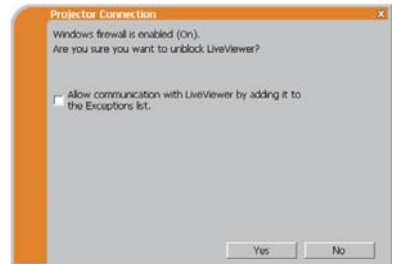 Projector Connection
Windows firewall is enabled (On).
Are you sure you want to unblock LiveViewer?
Allow communication with LiveViewer by adding it to
the Exceptions list.
Yes No